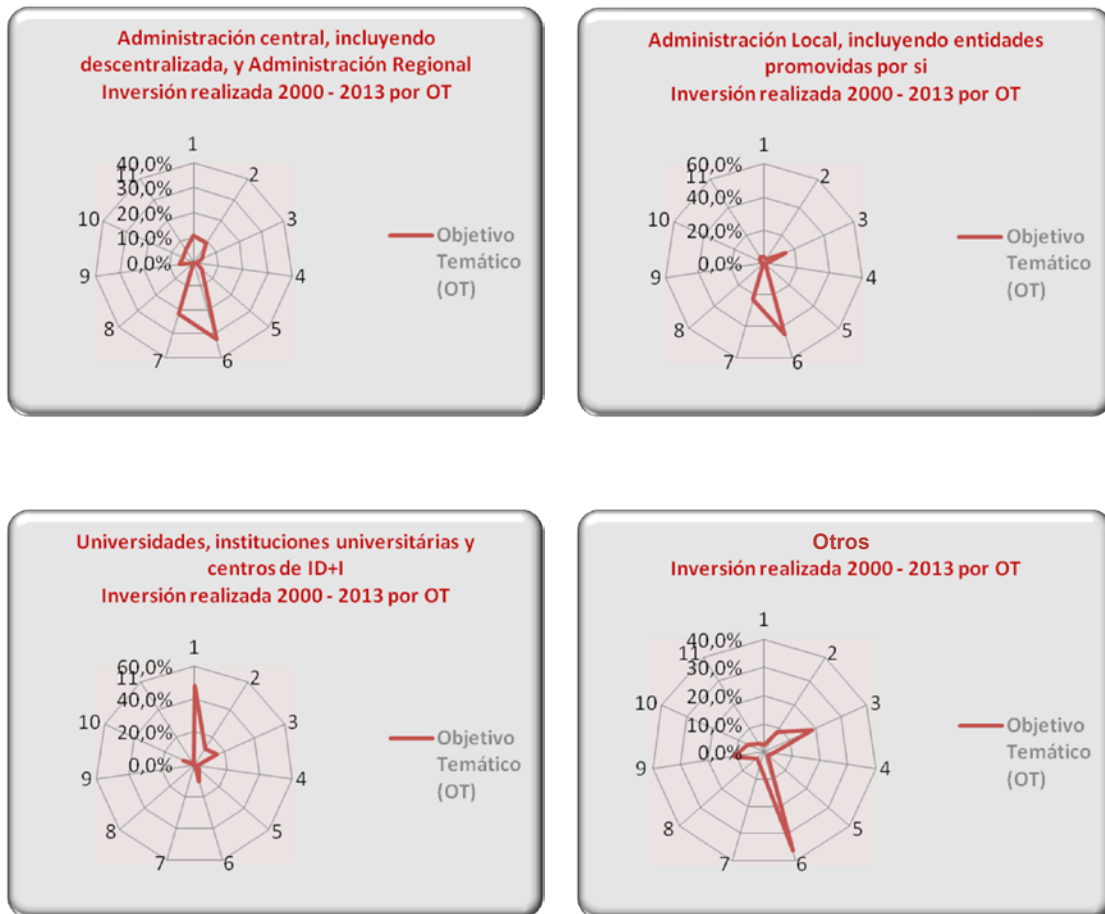 Administración central, incluyendo
descentralizada, y Administración Regional
Inversión realizada 2000 - 2013 por OT
1
2
3
4
5
6
7
8
9
10
11
40,0%
30,0%
20,0%
10,0%
0,0%
Objetivo
Temático
(OT)
Administración Local, incluyendo entidades
promovidas por si
Inversión realizada 2000 - 2013 por OT
1
2
3
4
5
6
7
8
9
10
11
60,0%
40,0%
20,0%
0,0%
Objetivo
Temático
(OT)
Universidades, instituciones universitárias y
centros de ID+I
Inversión realizada 2000 - 2013 por OT
1
2
3
4
5
6
7
8
9
10
11
60,0%
40,0%
20,0%
0,0%
Objetivo
Temático
(OT)
Otros
Inversión realizada 2000 - 2013 por OT
1
2
3
4
5
6
7
8
9
10
11
40,0%
30,0%
20,0%
10,0%
0,0%
Objetivo
Temático
(OT)